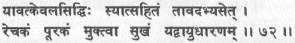 यावत्केवलसिद्धिः स्यात्सहितं तावदभ्यसेत् ।
रेचकं पूरकं मुक्त्वा सुखं यद्वायुधारणम् ।। ७२ ।।